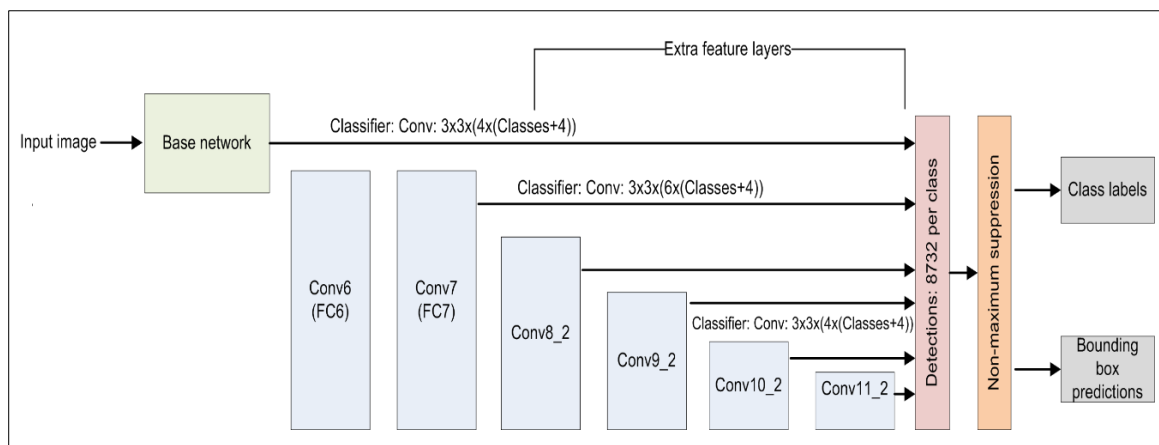 Extra feature layers
Classifier: Conv: 3x3x(4x(Classes+4))
Input image
Base network
Classifier: Conv: 3x3x(6x(Classes+4))
Conv6
(FC6)
Conv7
(FC7)
Conv8_2
Conv9_2
Classifier: Conv: 3x3x(4x(Classes+4))
Conv10_2
Conv11_2
Detections: 8732 per class
Non-maximum suppression
Class labels
Bounding
box
predictions